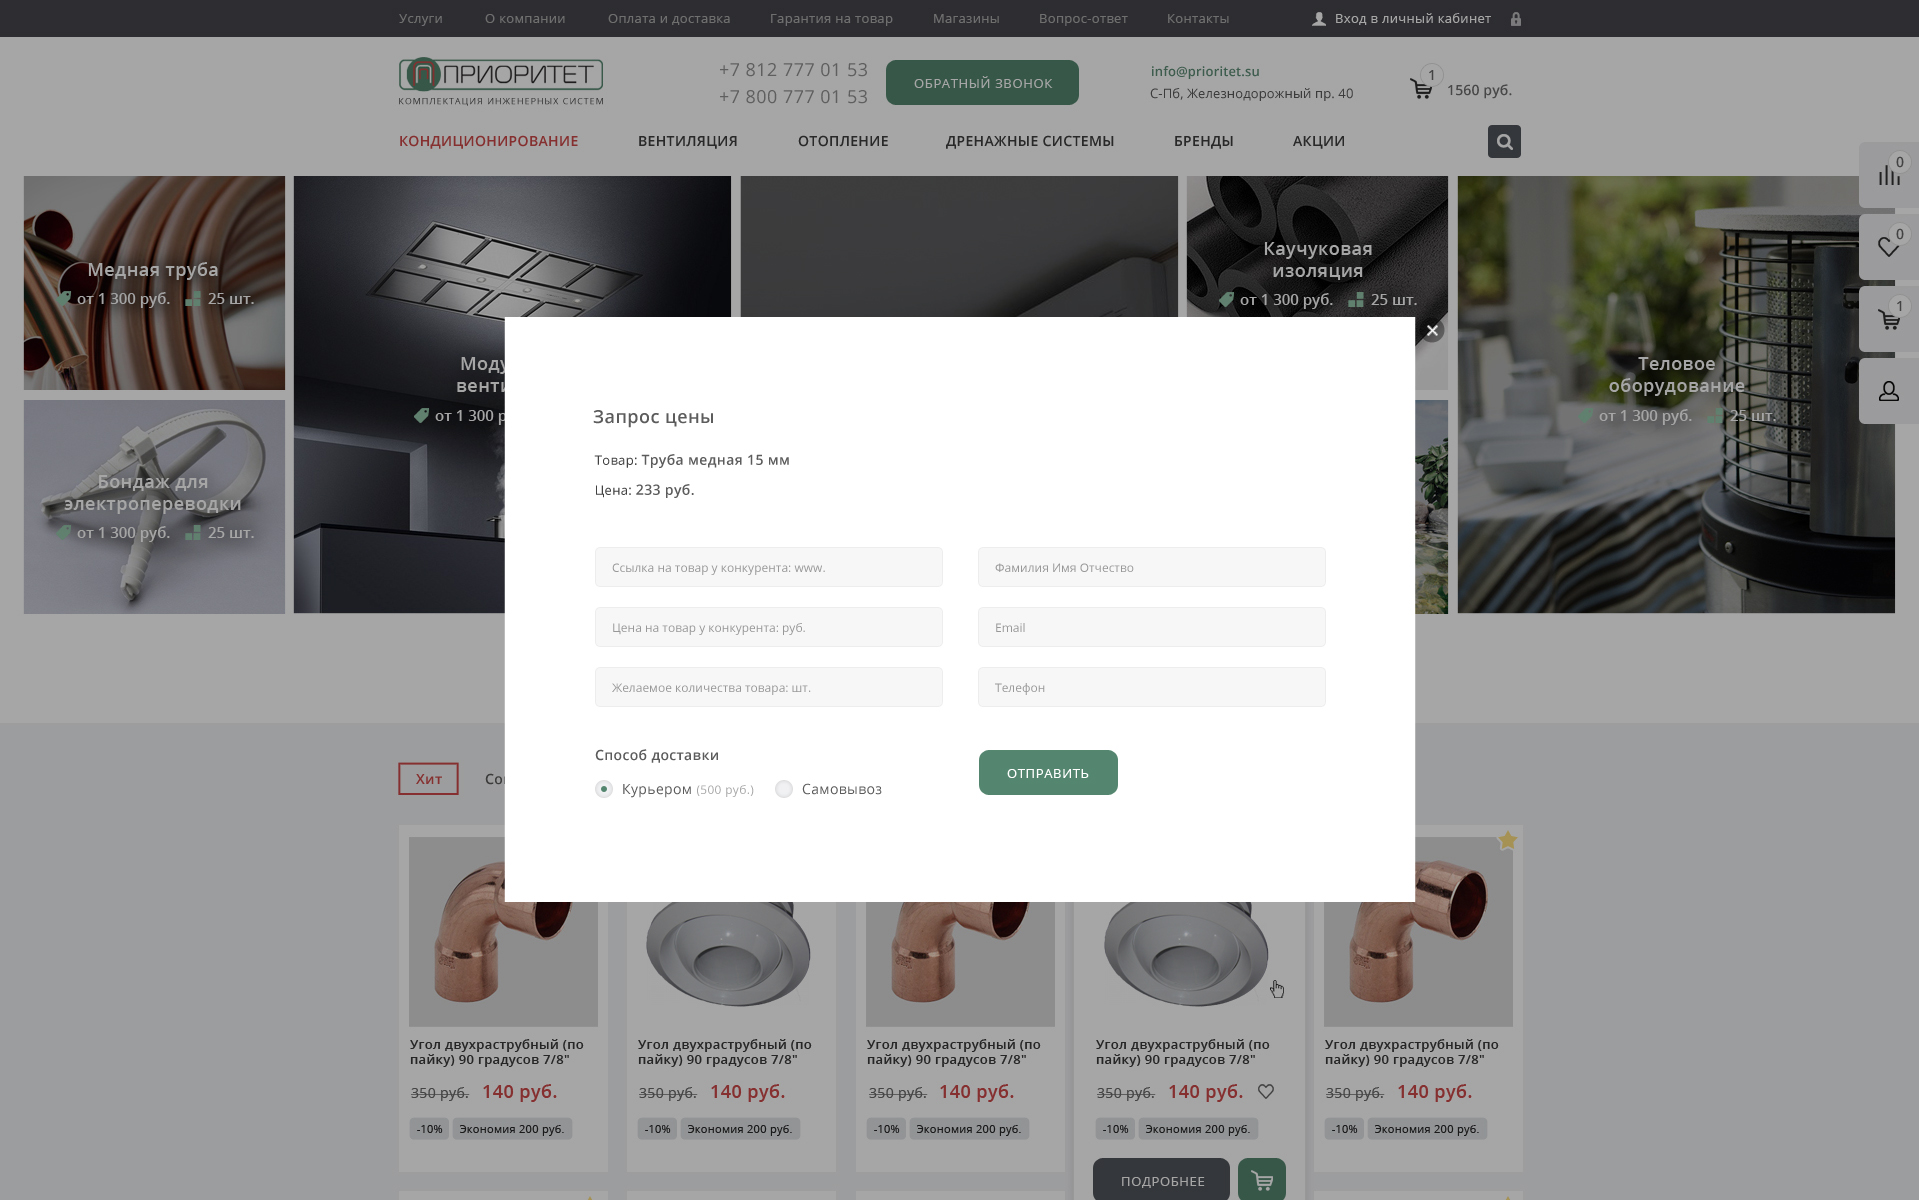 Услуги
О компании
Оплата и доставка
Гарантия на товар
Магазины
Вопрос-ответ
Контакты
Вход в личный кабинет
ПРИОРИТЕТ
КОМПЛЕКТАЦИЯ ИНЖЕНЕРНЫХ СИСТЕМ
+7 812 777 01 53
+7 800 777 01 53
ОБРАТНЫЙ ЗВОНОК
info@prioritet.su
С-Пб, Железнодорожный пр. 40
1
1560 руб.
КОНДИЦИОНИРОВАНИЕ
ВЕНТИЛЯЦИЯ
ОТОПЛЕНИЕ
ДРЕНАЖНЫЕ СИСТЕМЫ
БРЕНДЫ
АКЦИИ
0
0
1
Медная труба
от 1 300 руб. 25 шт.
Каучуковая
изоляция
от 1 300 руб. 25 шт.
Моду
венти
от 1 300 р
Теловое
оборудование
от 1 300 руб. 25 шт.
Бондаж для
электропереводки
от 1 300 руб. 25 шт.
Запрос цены
Товар: Труба медная 15 мм
Цена: 233 руб.
Ссылка на товар у конкурента: www.
Фамилия Имя Отчество
Цена на товар у конкурента: руб.
Email
Желаемое количества товара: шт.
Телефон
Способ доставки
Курьером (500 руб.)
Самовывоз
ОТПРАВИТЬ
Хит
Со
Угол двухраструбный (по
пайку) 90 градусов 7/8"
350 руб. 140 руб.
-10% Экономия 200 руб.
Угол двухраструбный (по
пайку) 90 градусов 7/8"
350 руб. 140 руб.
-10% Экономия 200 руб.
Угол двухраструбный (по
пайку) 90 градусов 7/8"
350 руб. 140 руб.
-10% Экономия 200 руб.
Угол двухраструбный (по
пайку) 90 градусов 7/8"
350 руб. 140 руб.
-10% Экономия 200 руб.
ПОДРОБНЕЕ
Угол двухраструбный (по
пайку) 90 градусов 7/8"
350 руб. 140 руб.
-10% Экономия 200 руб.